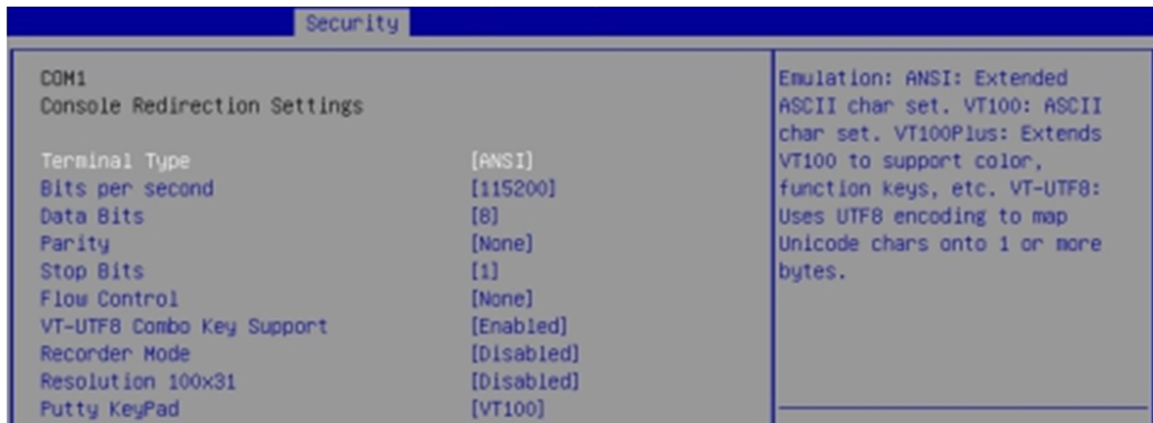 Security
COM1
Console Redirection Settings
Terminal Type [ANSI]
Bits per second [115200]
Data Bits [8]
Parity [None]
Stop Bits [1]
Flow Control [None]
VT-UTF8 Combo Key Support [Enabled]
Recorder Mode [Disabled]
Resolution 100x31 [Disabled]
Putty KeyPad [VT100]
Emulation: ANSI: Extended
ASCII char set. VT100: ASCII
char set. VT100Plus: Extends
VT100 to support color,
function keys, etc. VT-UTF8:
Uses UTF8 encoding to map
Unicode chars onto 1 or more
bytes.